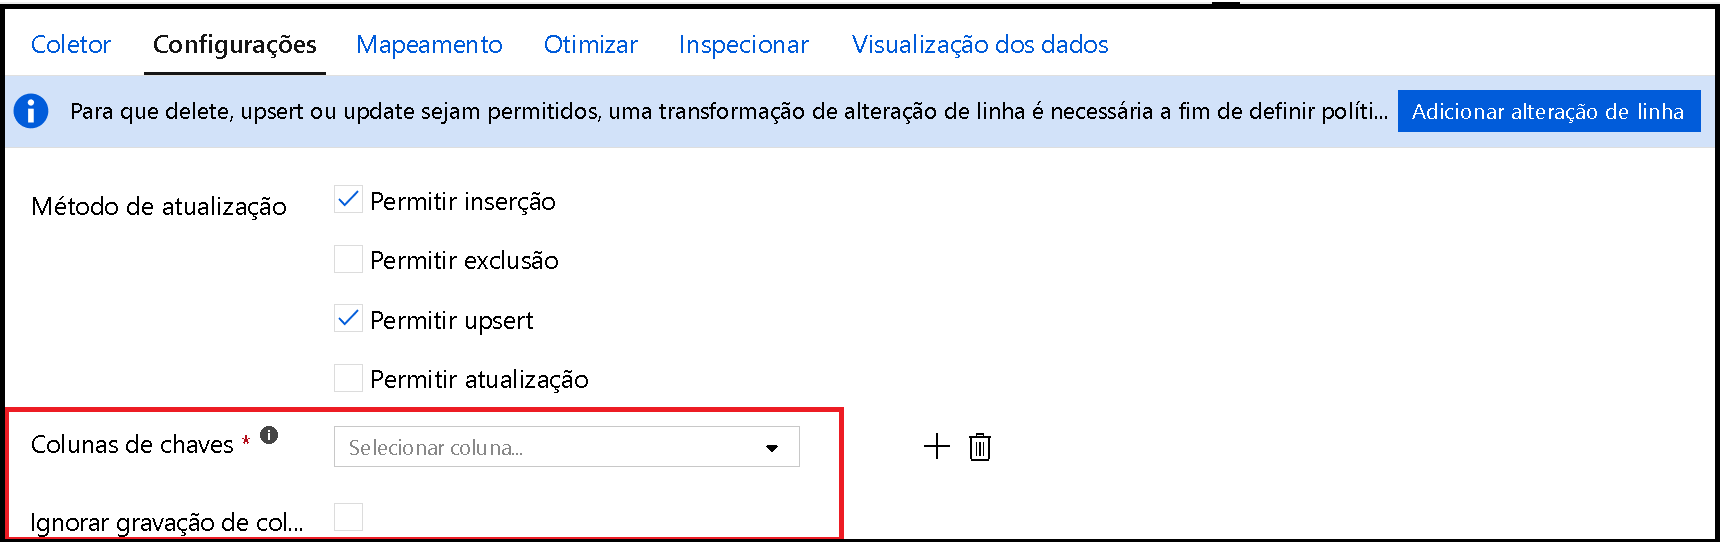 Coletor Configurações Mapeamento Otimizar Inspecionar Visualização dos dados
Para que delete, upsert ou update sejam permitidos, uma transformação de alteração de linha é necessária a fim de definir políti... Adicionar alteração de linha
Método de atualização
Permitir inserção
Permitir exclusão
Permitir upsert
Permitir atualização
Colunas de chaves * Selecionar coluna...
Ignorar gravação de col...